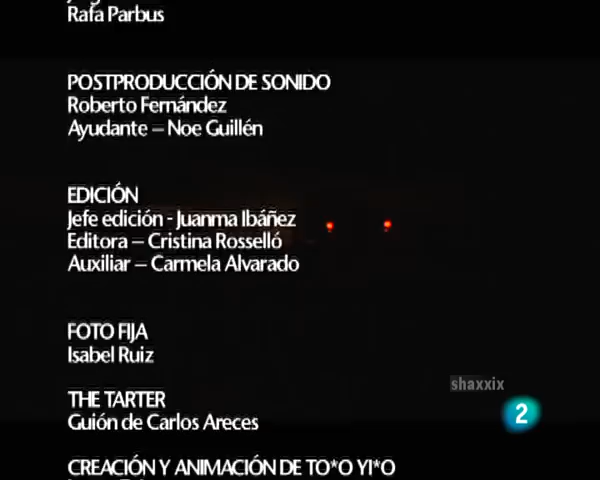 Rafa Parbus
POSTPRODUCCIÓN DE SONIDO
Roberto Fernández
Ayudante – Noe Guillén
EDICIÓN
Jefe edición - Juanma Ibáñez
Editora – Cristina Rosselló
Auxiliar – Carmela Alvarado
FOTO FIJA
Isabel Ruiz
THE TARTER
Guión de Carlos Areces
CREACIÓN Y ANIMACIÓN DE TO*O YI*O
shaxxix
2